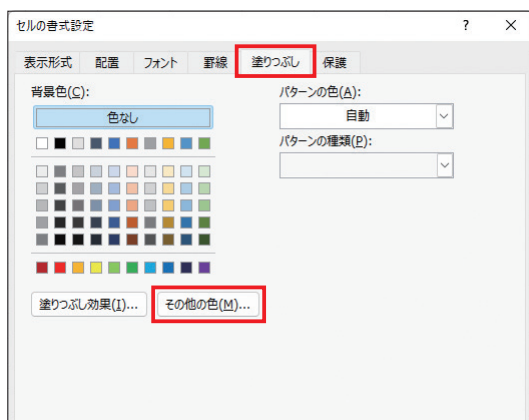 セルの書式設定 ? ×
表示形式 配置 フォント 罫線 塗りつぶし 保護
背景色(C):
色なし
パターンの色(A):
自動
パターンの種類(P):
塗りつぶし効果(I)...
その他の色(M)...